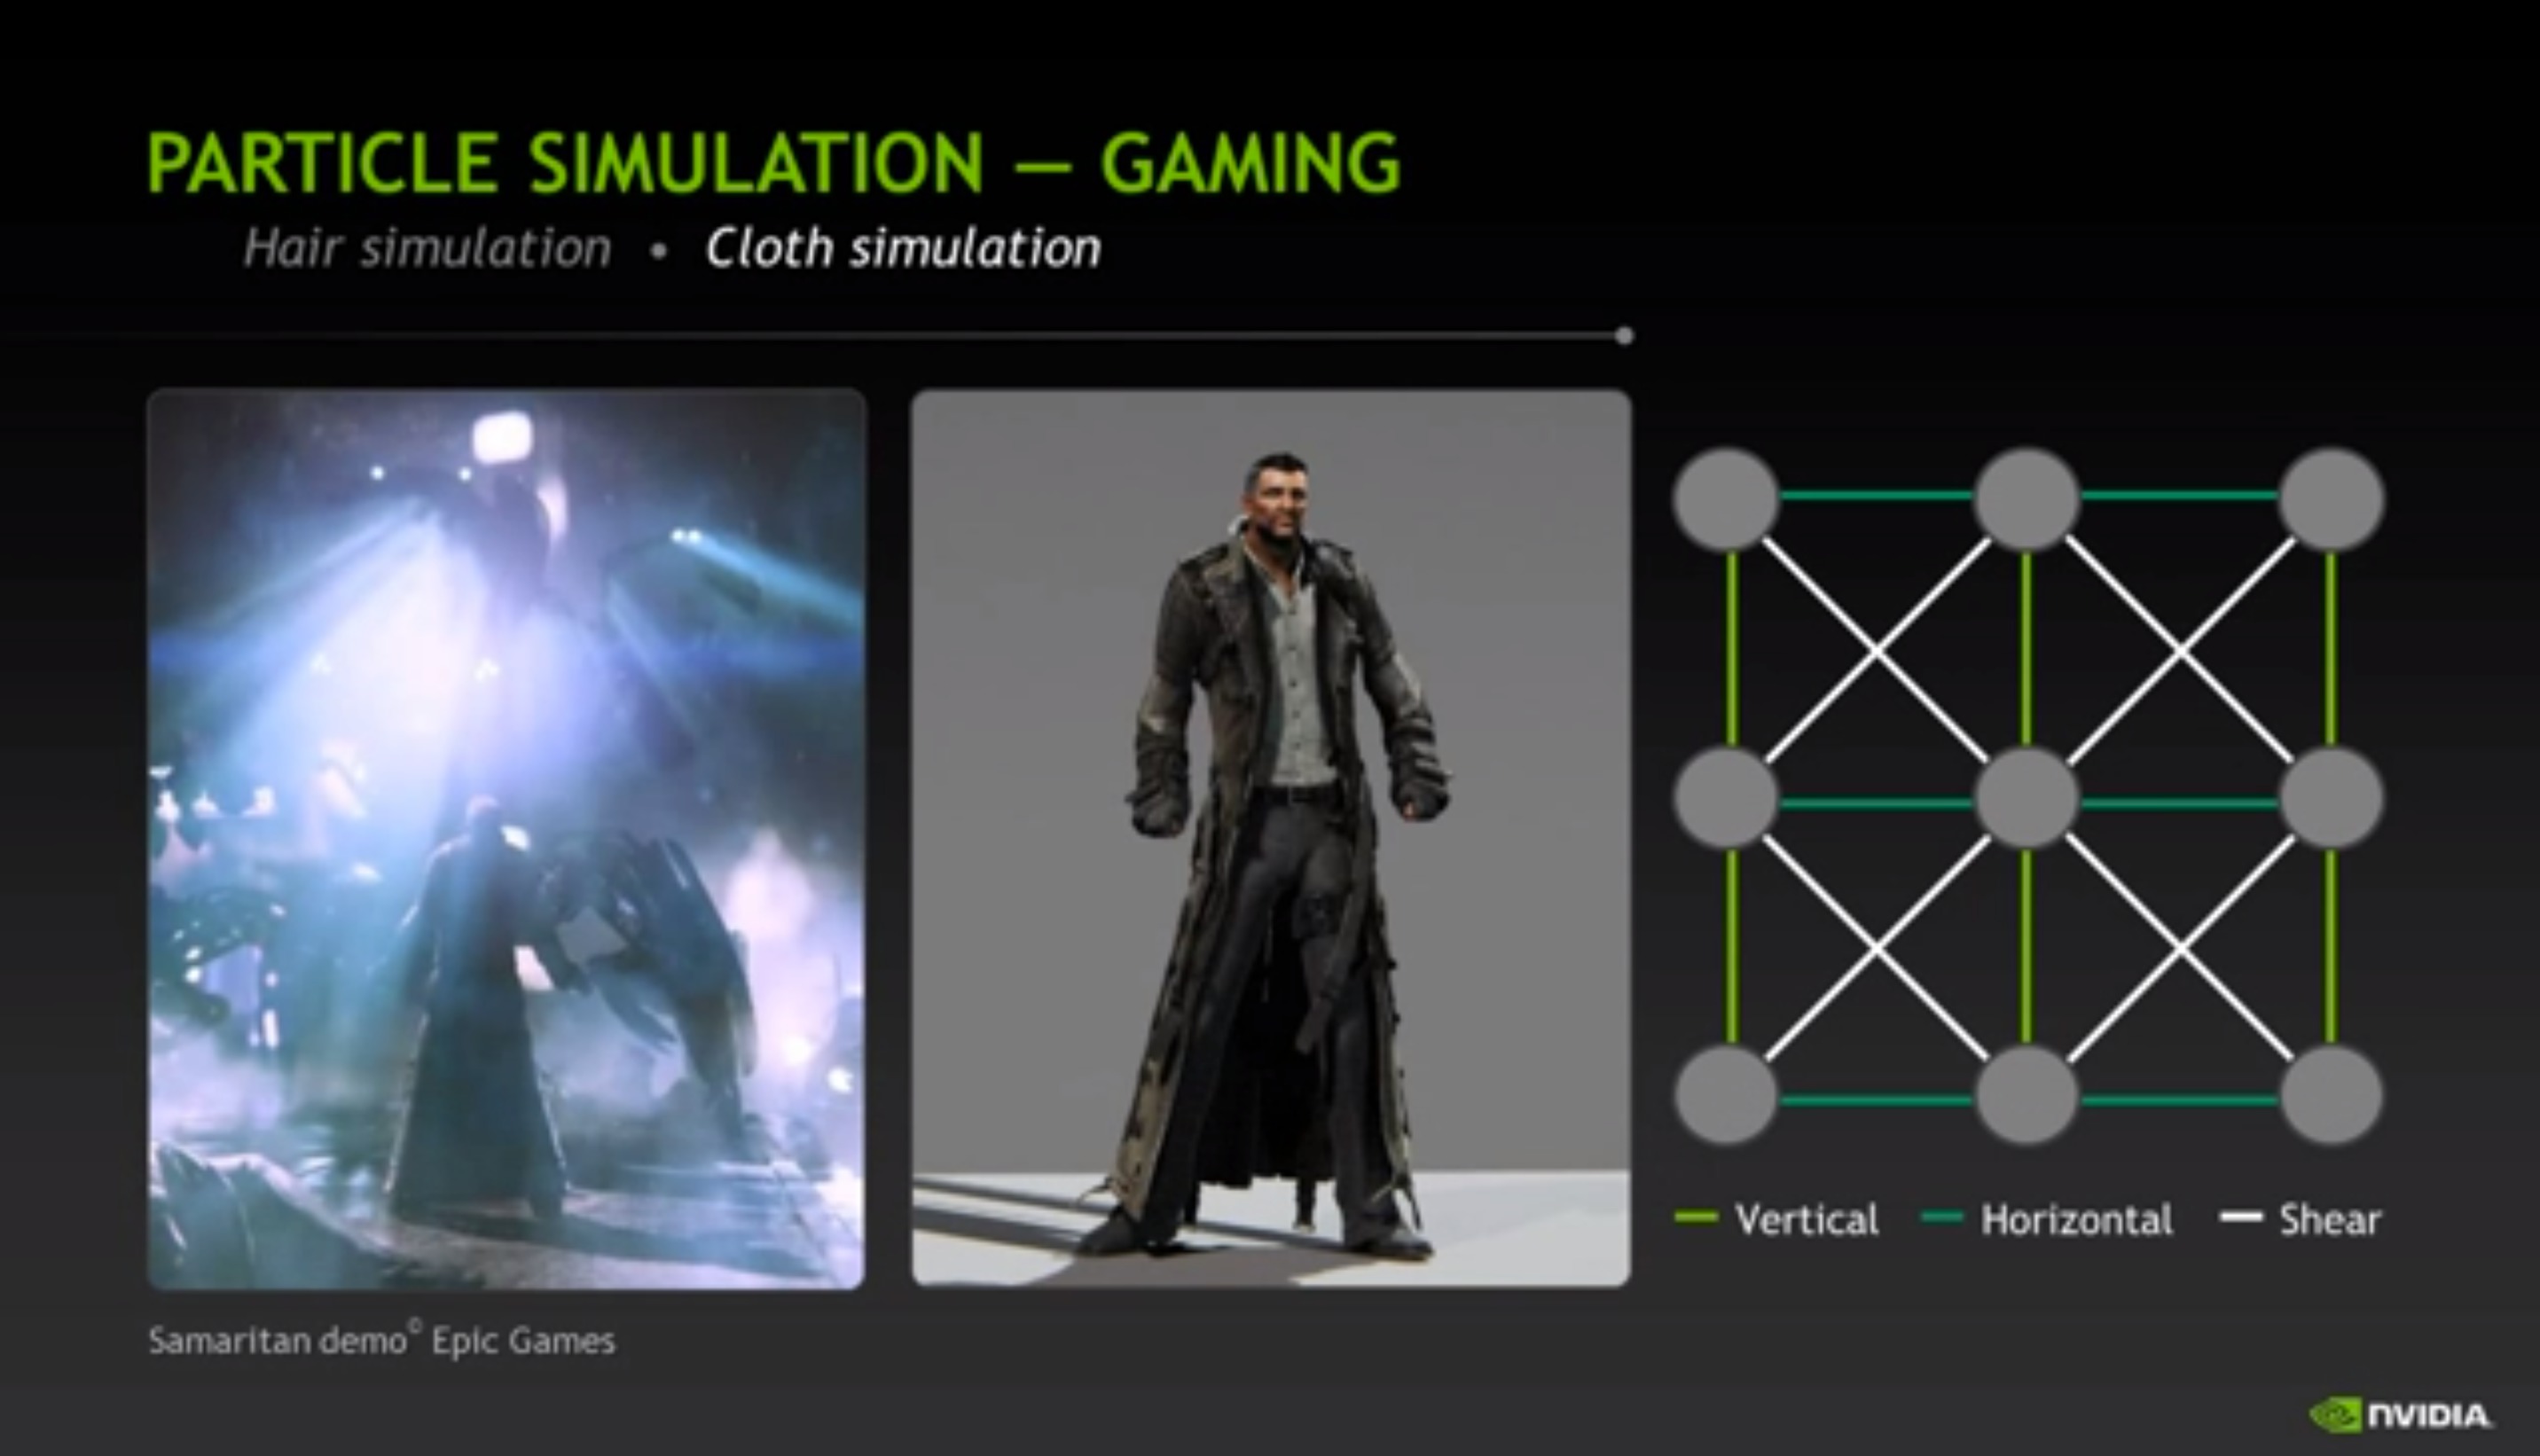 PARTICLE SIMULATION — GAMING
Hair simulation • Cloth simulation
Vertical Horizontal Shear
Samaritan demo© Epic Games
NVIDIA.